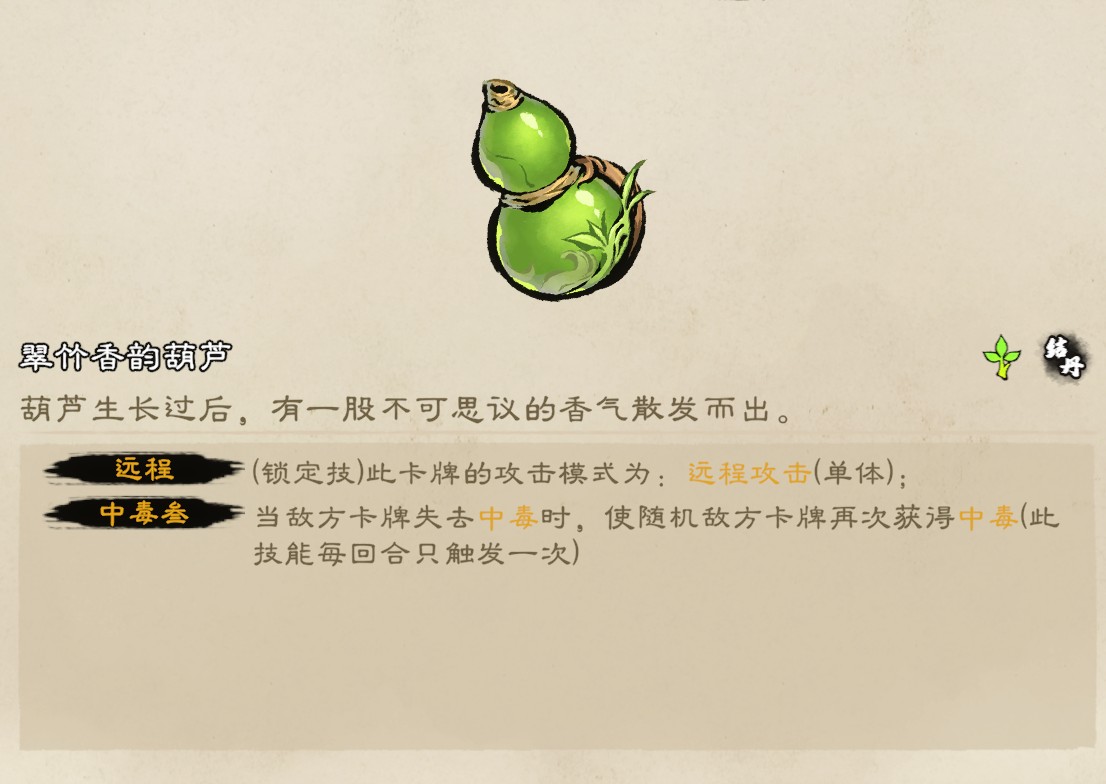 翠竹香韵葫芦
结丹
葫芦生长过后，有一股不可思议的香气散发而出。
远程 (锁定技)此卡牌的攻击模式为：远程攻击(单体)；
中毒叁 当敌方卡牌失去中毒时，使随机敌方卡牌再次获得中毒(此
技能每回合只触发一次)